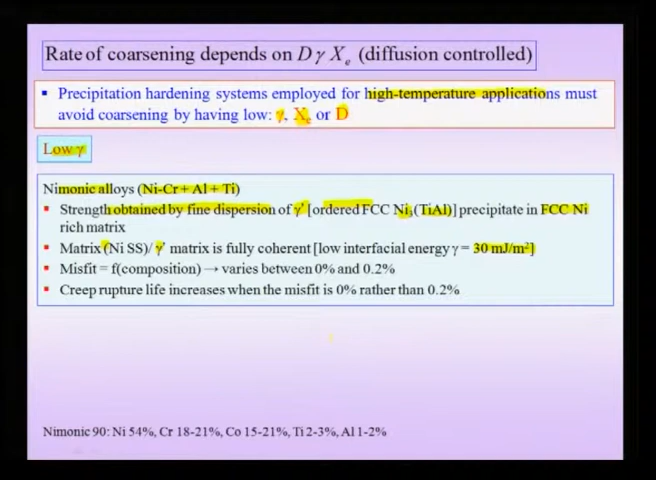 Rate of coarsening depends on D γ Xe (diffusion controlled)
▪ Precipitation hardening systems employed for high-temperature applications must
avoid coarsening by having low: γ, Xe or D
Low γ
Nimonic alloys (Ni-Cr + Al + Ti)
▪ Strength obtained by fine dispersion of γ' [ordered FCC Ni3(TiAl)] precipitate in FCC Ni
rich matrix
▪ Matrix (Ni SS)/ γ' matrix is fully coherent [low interfacial energy γ = 30 mJ/m²]
▪ Misfit = f(composition) → varies between 0% and 0.2%
▪ Creep rupture life increases when the misfit is 0% rather than 0.2%
Nimonic 90: Ni 54%, Cr 18-21%, Co 15-21%, Ti 2-3%, Al 1-2%